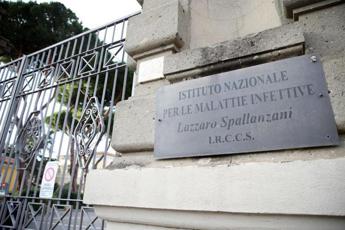 ISTITUTO NAZIONALE
PER LE MALATTIE INFETTIVE
Lazzaro Spallanzani
I.R.C.C.S.